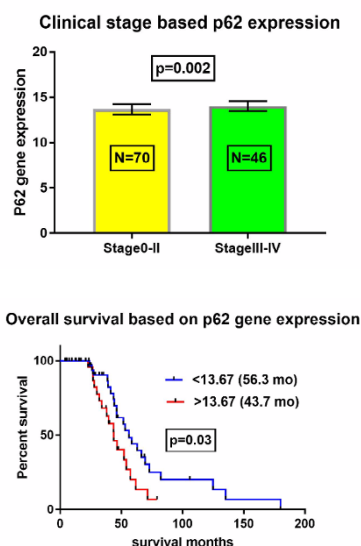 Clinical stage based p62 expression
20
15
10
5
0
P62 gene expression
p=0.002
N=70
N=46
Stage0-II
StageIII-IV
Overall survival based on p62 gene expression
100
50
0
Percent survival
<13.67 (56.3 mo)
>13.67 (43.7 mo)
p=0.03
0 50 100 150 200
survival months